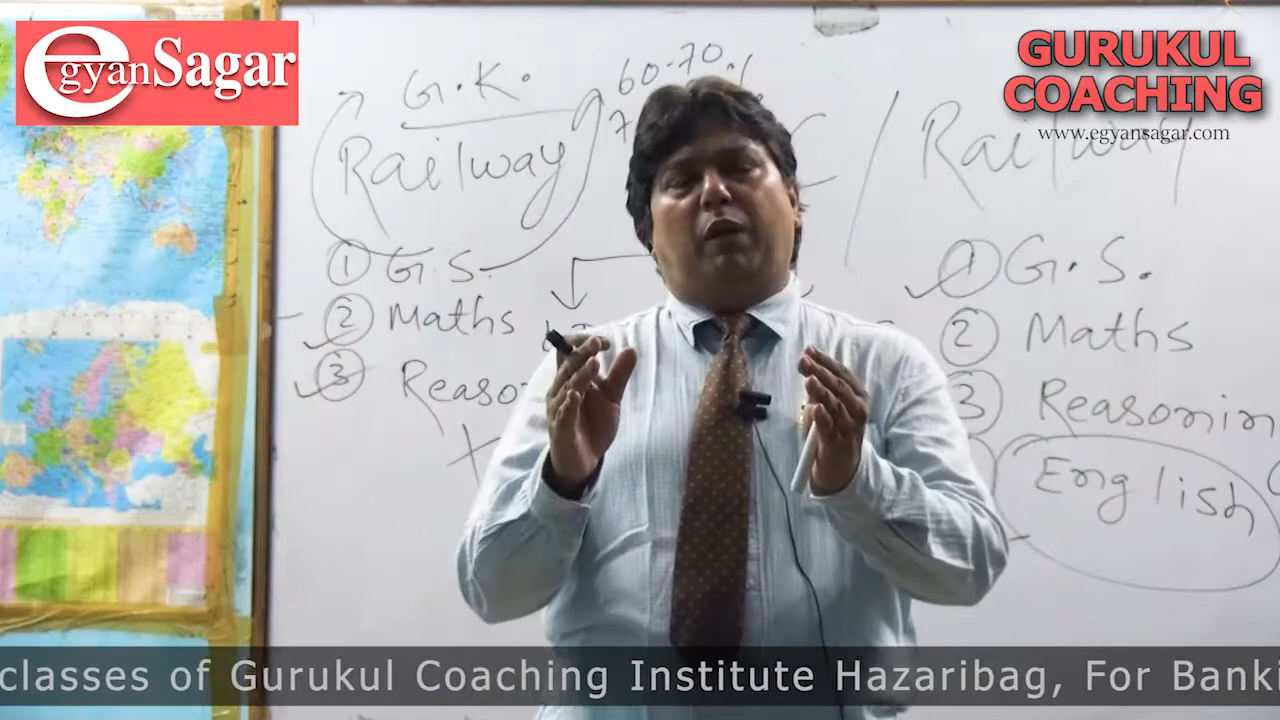 egyanSagar
GURUKUL
COACHING
www.egyansagar.com
G.K.
60-70%
Railway
① G.S.
② Maths
③ Reaso
Railway
① G.S.
② Maths
③ Reasonin
English
classes of Gurukul Coaching Institute Hazaribag, For Banki